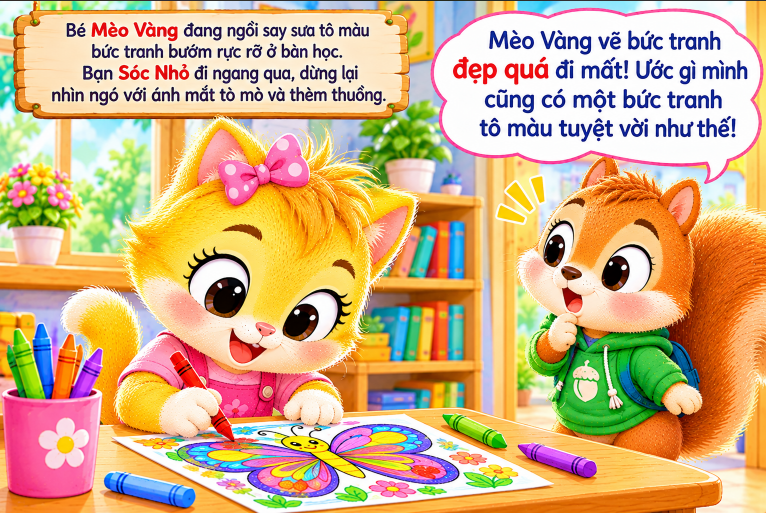 Bé Mèo Vàng đang ngồi say sưa tô màu
bức tranh bướm rực rỡ ở bàn học.
Bạn Sóc Nhỏ đi ngang qua, dừng lại
nhìn ngó với ánh mắt tò mò và thèm thuồng.
Mèo Vàng vẽ bức tranh
đẹp quá đi mất! Ước gì mình
cũng có một bức tranh
tô màu tuyệt vời như thế!